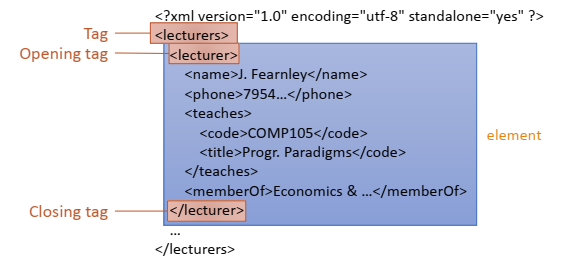 <?xml version="1.0" encoding="utf-8" standalone="yes" ?>
Tag
<lecturers>
Opening tag
<lecturer>
<name>J. Fearnley</name>
<phone>7954...</phone>
<teaches>
<code>COMP105</code>
<title>Progr. Paradigms</code>
</teaches>
<memberOf>Economics & ...</memberOf>
element
Closing tag
</lecturer>
...
</lecturers>